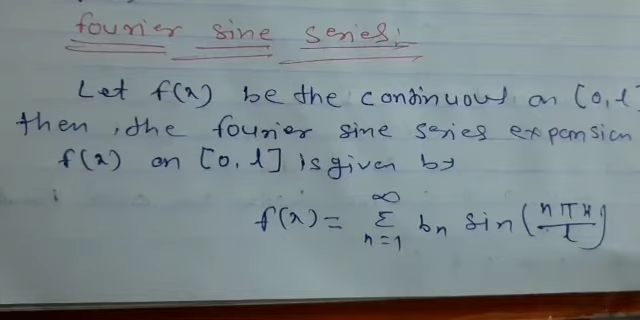 fourier sine series:
Let f(x) be the continuous on [0, l
then, the fourier sine series expansion
f(x) on [0, l] is given by
f(x) = ∞ Σ n=1 bn sin(nπx/l)